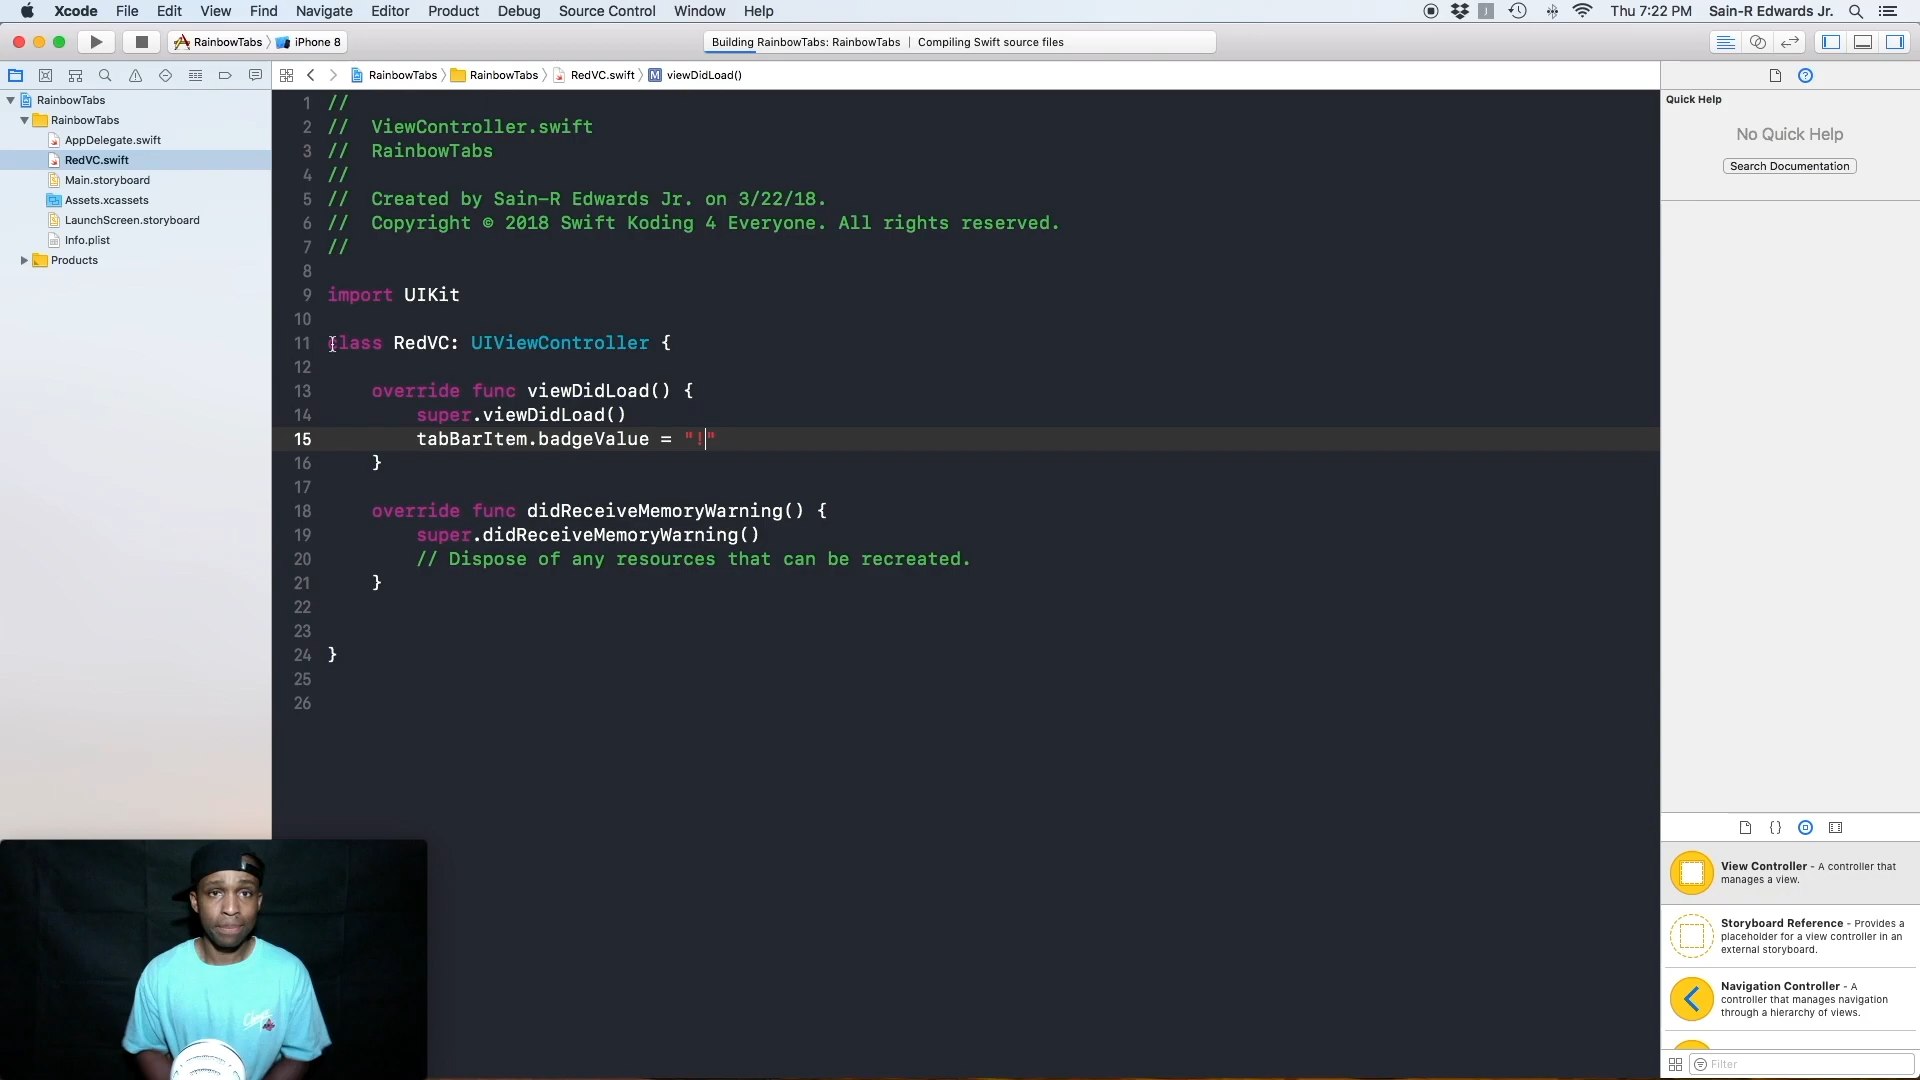 Xcode File Edit View Find Navigate Editor Product Debug Source Control Window Help
Thu 7:22 PM Sain-R Edwards Jr.
RainbowTabs iPhone 8
Building RainbowTabs: RainbowTabs | Compiling Swift source files
RainbowTabs RainbowTabs RedVC.swift M viewDidLoad()
RainbowTabs
RainbowTabs
AppDelegate.swift
RedVC.swift
Main.storyboard
Assets.xcassets
LaunchScreen.storyboard
Info.plist
Products
1 //
2 // ViewController.swift
3 // RainbowTabs
4 //
5 // Created by Sain-R Edwards Jr. on 3/22/18.
6 // Copyright © 2018 Swift Koding 4 Everyone. All rights reserved.
7 //
8
9 import UIKit
10
11 class RedVC: UIViewController {
12
13 override func viewDidLoad() {
14 super.viewDidLoad()
15 tabBarItem.badgeValue = "!"
16 }
17
18 override func didReceiveMemoryWarning() {
19 super.didReceiveMemoryWarning()
20 // Dispose of any resources that can be recreated.
21 }
22
23
24 }
25
26
Quick Help
No Quick Help
Search Documentation
View Controller - A controller that
manages a view.
Storyboard Reference - Provides a
placeholder for a view controller in an
external storyboard.
Navigation Controller - A
controller that manages navigation
through a hierarchy of views.
Filter